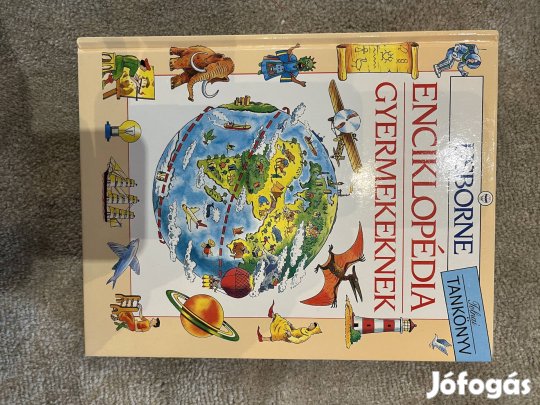 USBORNE
ENCIKLOPÉDIA
GYERMEKEKNEK
TANKÖNYV
Jófogás